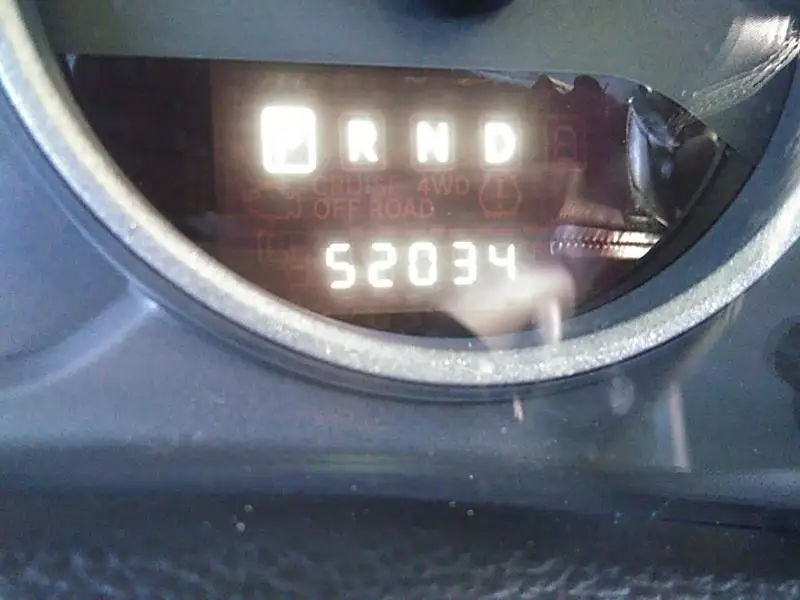 P R N D
CRUISE 4WD
OFF ROAD
52034